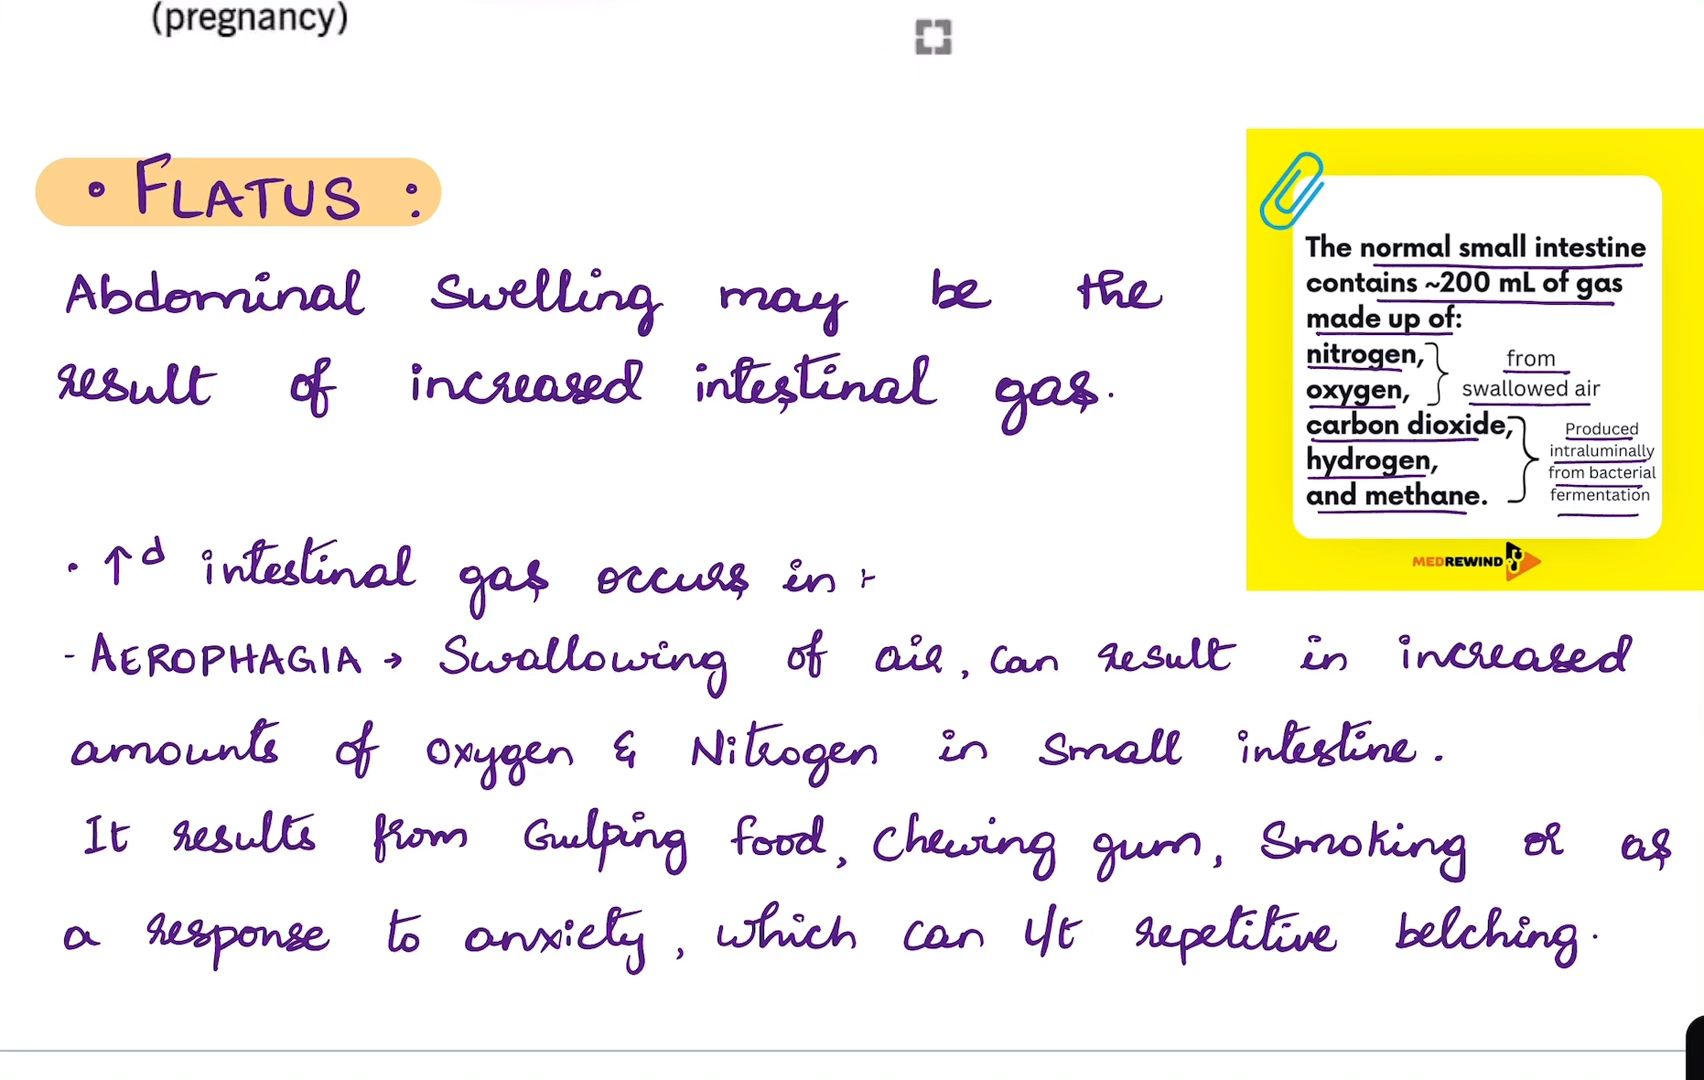 (pregnancy)
• FLATUS :
Abdominal swelling may be the
result of increased intestinal gas.
The normal small intestine
contains ~200 mL of gas
made up of:
nitrogen,
oxygen,
from
swallowed air
carbon dioxide,
hydrogen,
and methane.
Produced
intraluminally
from bacterial
fermentation
MEDREWIND
• ↑d intestinal gas occurs in :-
- AEROPHAGIA → Swallowing of air, can result in increased
amounts of oxygen & Nitrogen in small intestine.
It results from Gulping food, chewing gum, smoking or as
a response to anxiety, which can l/t repetitive belching.